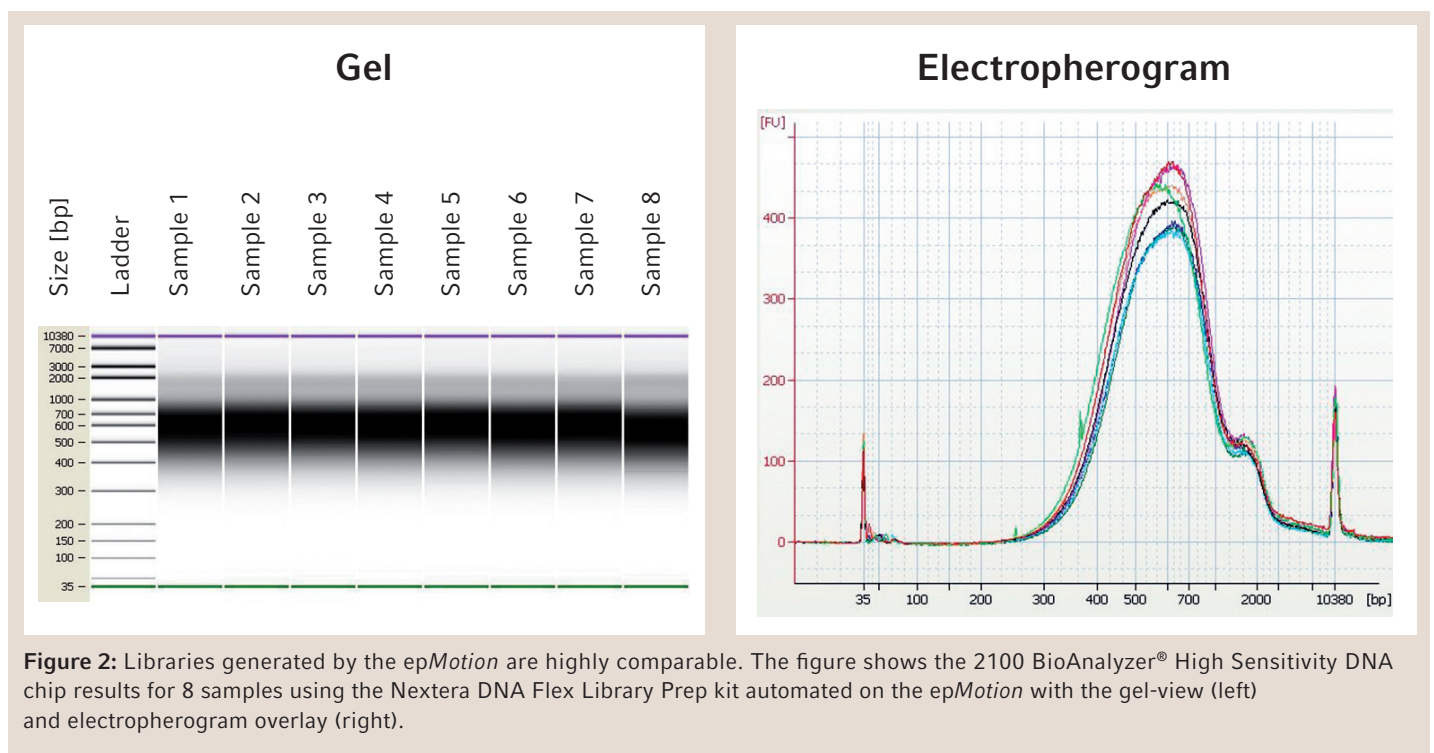 Gel
Size [bp]
Ladder
Sample 1
Sample 2
Sample 3
Sample 4
Sample 5
Sample 6
Sample 7
Sample 8
10380
7000
3000
2000
1000
700
600
500
400
300
200
150
100
35
Electropherogram
[FU]
400
300
200
100
0
35 100 200 300 400 500 700 2000 10380 [bp]
Figure 2: Libraries generated by the epMotion are highly comparable. The figure shows the 2100 BioAnalyzer® High Sensitivity DNA
chip results for 8 samples using the Nextera DNA Flex Library Prep kit automated on the epMotion with the gel-view (left)
and electropherogram overlay (right).